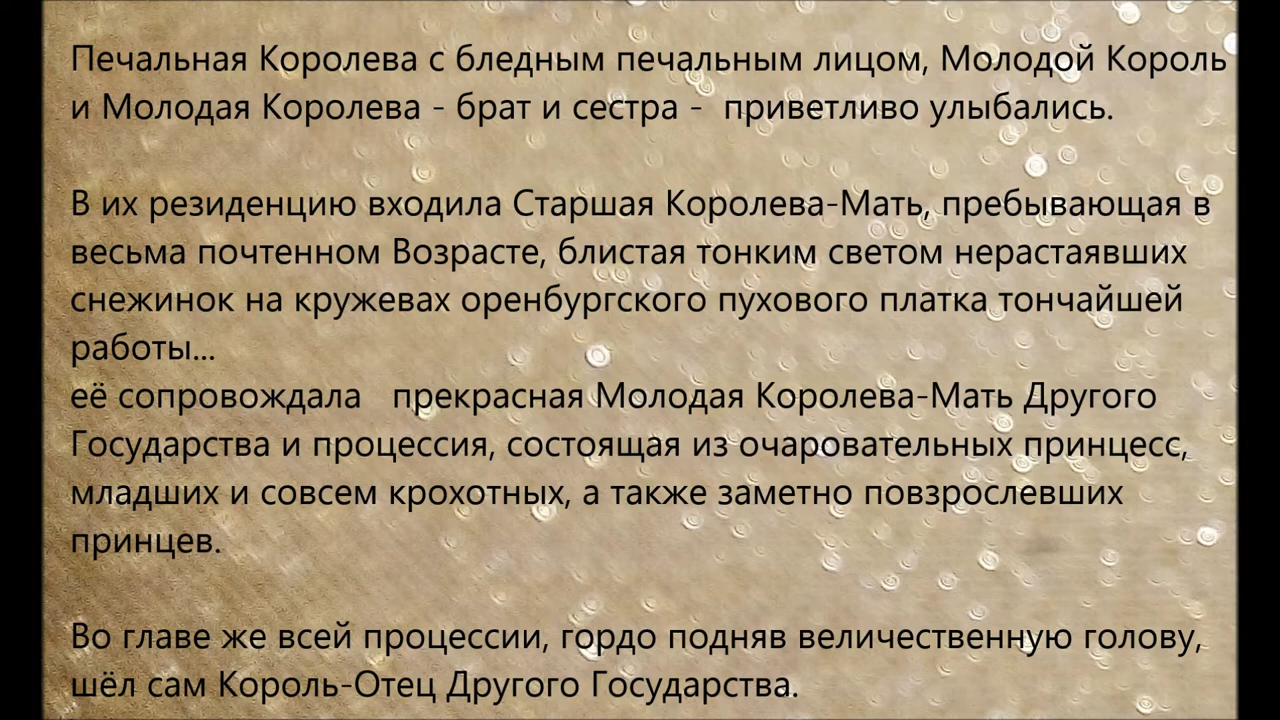 Печальная Королева с бледным печальным лицом, Молодой Король
и Молодая Королева - брат и сестра -  приветливо улыбались.
В их резиденцию входила Старшая Королева-Мать, пребывающая в
весьма почтенном Возрасте, блистая тонким светом нерастаявших
снежинок на кружевах оренбургского пухового платка тончайшей
работы...
её сопровождала   прекрасная Молодая Королева-Мать Другого
Государства и процессия, состоящая из очаровательных принцесс,
младших и совсем крохотных, а также заметно повзрослевших
принцев.
Во главе же всей процессии, гордо подняв величественную голову,
шёл сам Король-Отец Другого Государства.